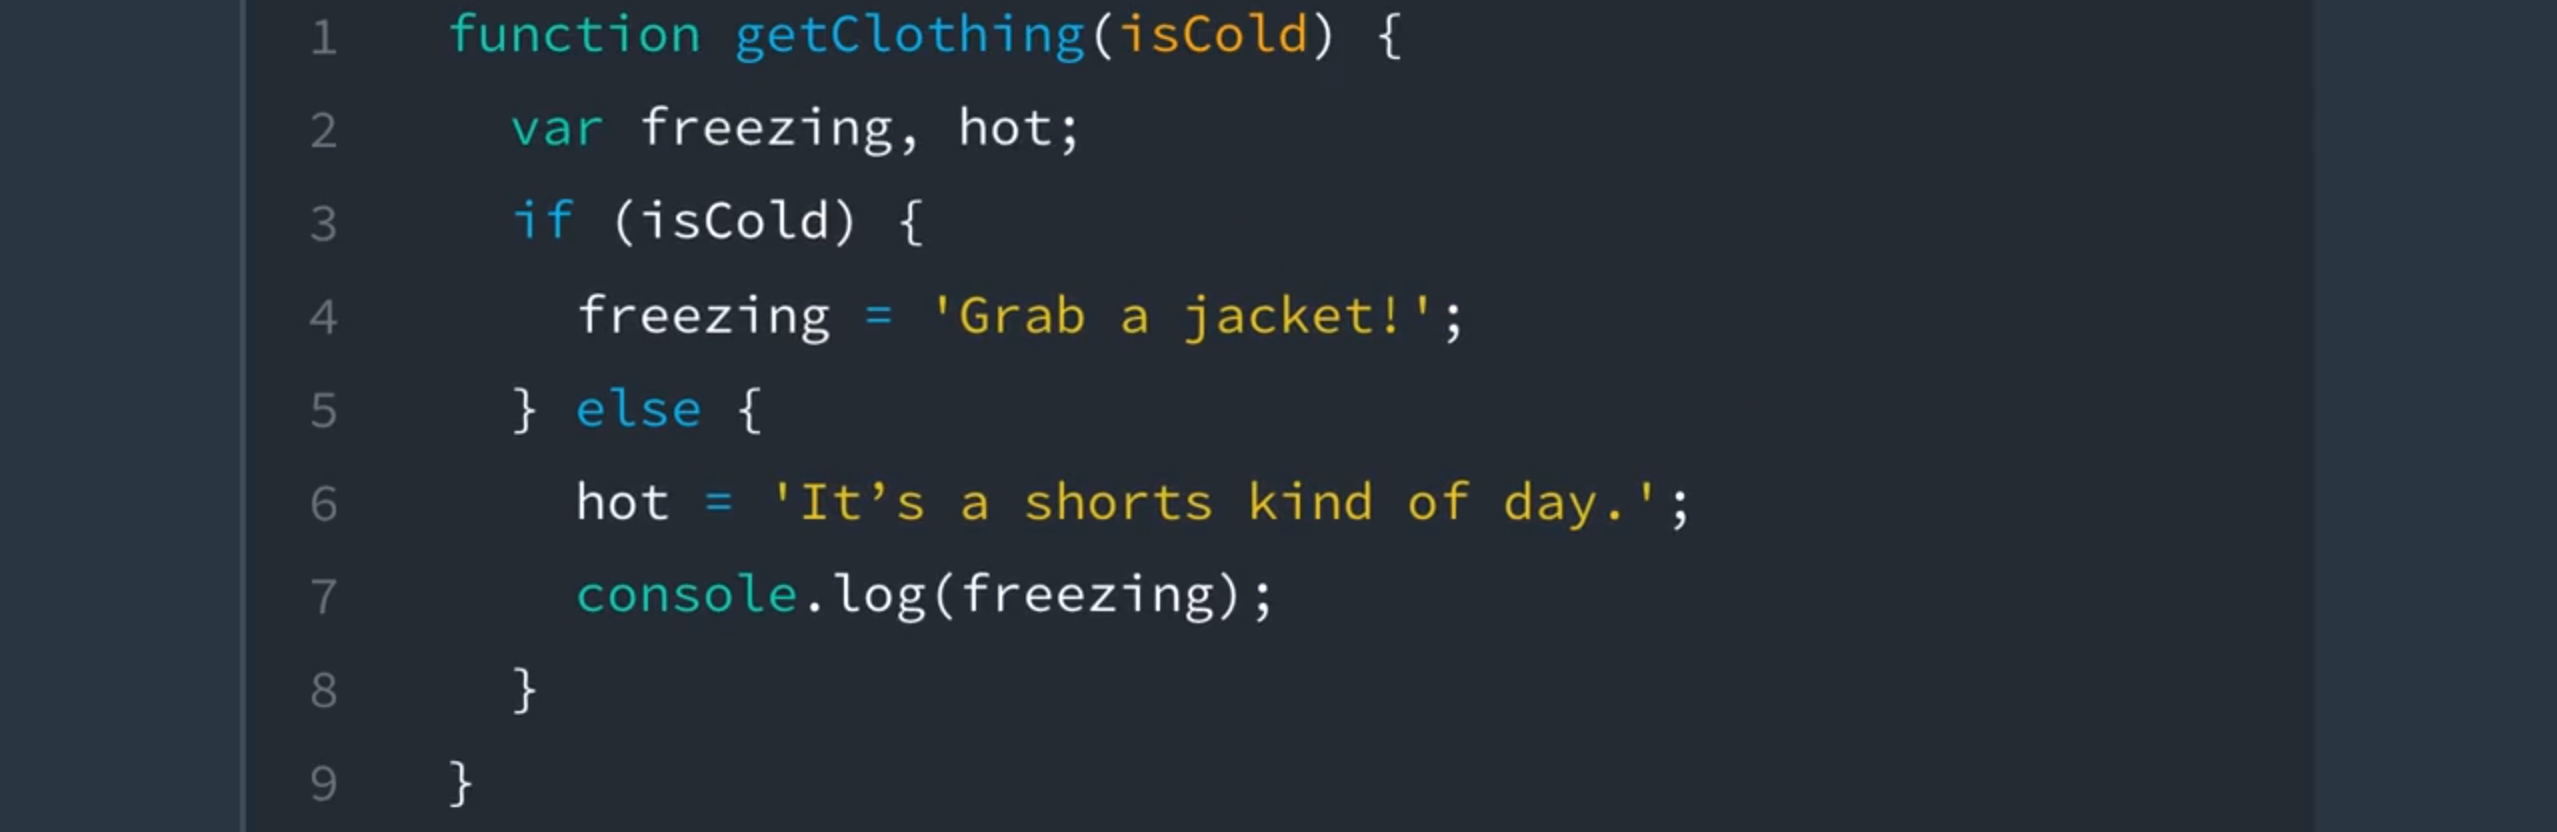 1 function getClothing(isCold) {
2 var freezing, hot;
3 if (isCold) {
4 freezing = 'Grab a jacket!';
5 } else {
6 hot = 'It’s a shorts kind of day.';
7 console.log(freezing);
8 }
9 }